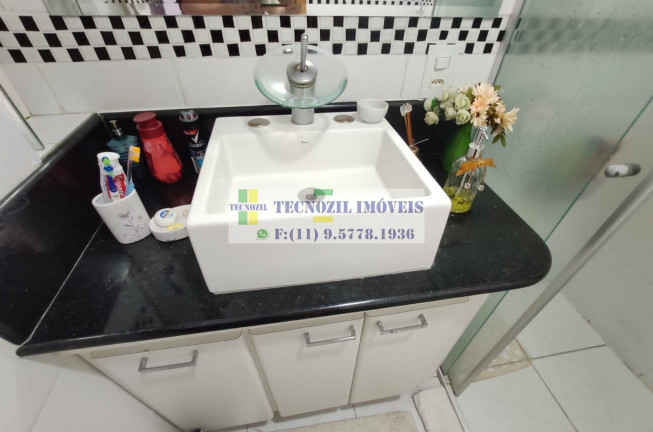 TECNOZIL TECNOZIL IMÓVEIS
F:(11) 9.5778.1936